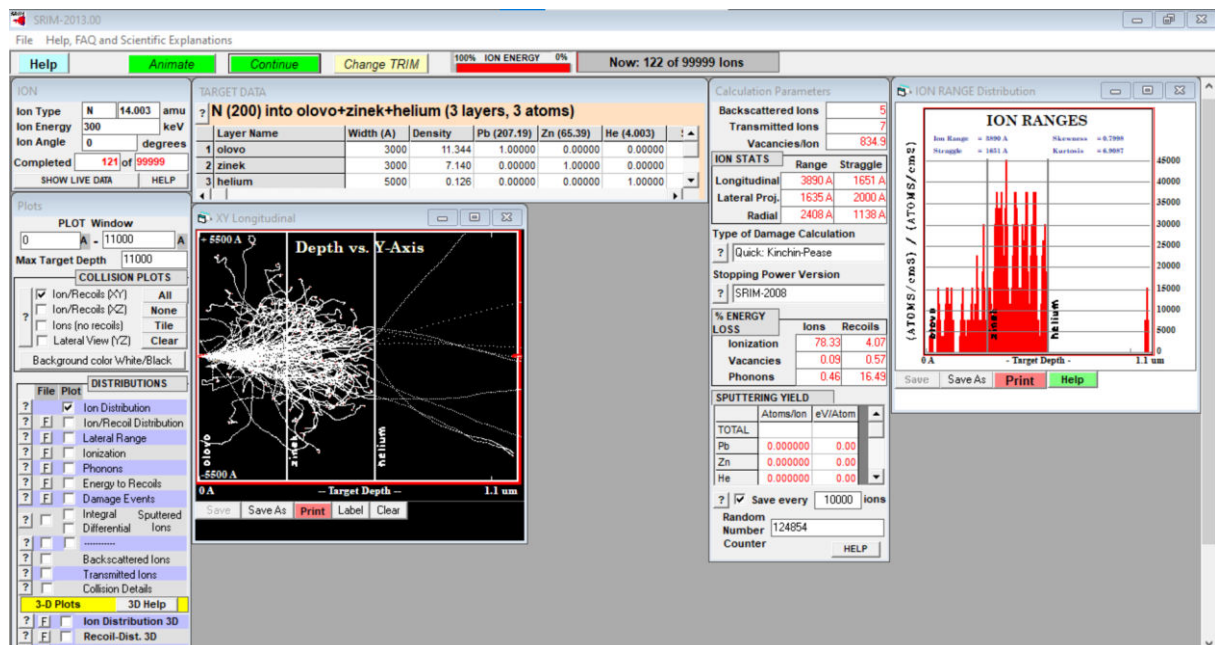 SRIM-2013.00
File Help, FAQ and Scientific Explanations
Help Animate Continue Change TRIM 100% ION ENERGY 0% Now: 122 of 99999 Ions
ION
Ion Type N 14.003 amu
Ion Energy 300 keV
Ion Angle 0 degrees
Completed 121 of 99999
SHOW LIVE DATA HELP
Plots
PLOT Window
0 A - 11000 A
Max Target Depth 11000
COLLISION PLOTS
Ion/Recoils (XY) All
Ion/Recoils (XZ) None
? Ions (no recoils) Tile
Lateral View (YZ) Clear
Background color White/Black
File Plot DISTRIBUTIONS
? Ion Distribution
? F Ion/Recoil Distribution
? F Lateral Range
? F Ionization
? F Phonons
? F Energy to Recoils
? F Damage Events
? Integral Sputtered
Differential Ions
? -----------
? Backscattered Ions
? Transmitted Ions
? Collision Details
3-D Plots 3D Help
? F Ion Distribution 3D
? F Recoil-Dist. 3D
TARGET DATA
? N (200) into olovo+zinek+helium (3 layers, 3 atoms)
Layer Name Width (A) Density Pb (207.19) Zn (65.39) He (4.003)
1 olovo 3000 11.344 1.00000 0.00000 0.00000
2 zinek 3000 7.140 0.00000 1.00000 0.00000
3 helium 5000 0.126 0.00000 0.00000 1.00000
XY Longitudinal
+ 5500 A
Depth vs. Y-Axis
olovo
zinek
helium
-5500 A
0 A -- Target Depth -- 1.1 um
Save Save As Print Label Clear
Calculation Parameters
Backscattered Ions 5
Transmitted Ions 7
Vacancies/Ion 834.9
ION STATS Range Straggle
Longitudinal 3890 A 1651 A
Lateral Proj. 1635 A 2000 A
Radial 2408 A 1138 A
Type of Damage Calculation
? Quick: Kinchin-Pease
Stopping Power Version
? SRIM-2008
% ENERGY LOSS Ions Recoils
Ionization 78.33 4.07
Vacancies 0.09 0.57
Phonons 0.46 16.49
SPUTTERING YIELD
Atoms/Ion eV/Atom
TOTAL
Pb 0.000000 0.00
Zn 0.000000 0.00
He 0.000000 0.00
? Save every 10000 ions
Random
Number 124854
Counter HELP
ION RANGE Distribution
ION RANGES
Ion Range = 3890 A Skewness = 0.7900
Straggle = 1651 A Kurtosis
(ATOMS/cm3) / (ATOMS/cm2)
45000
40000
35000
30000
25000
20000
15000
10000
5000
0
olovo
zinek
helium
0 A - Target Depth - 1.1 um
Save Save As Print Help